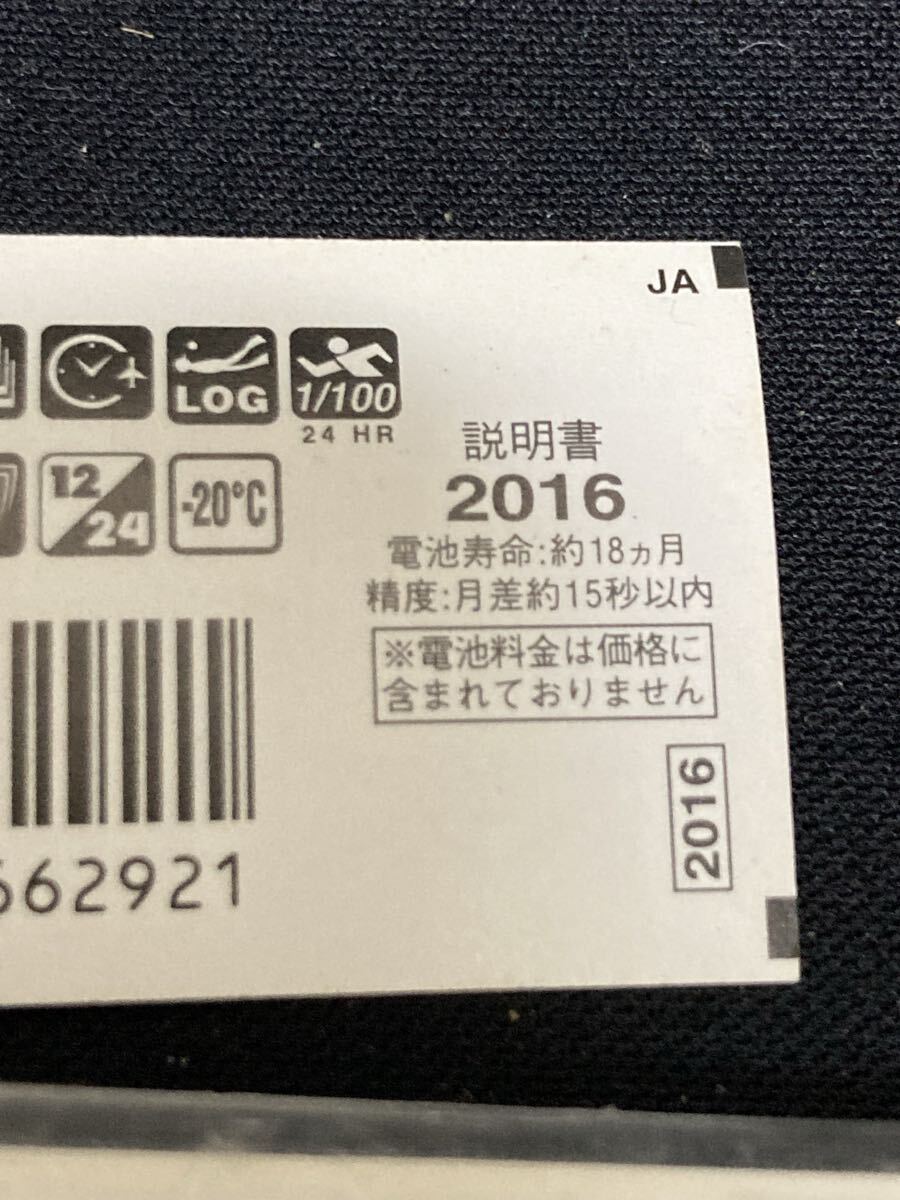 JA
LOG
1/100
24 HR
12/24
-20°C
説明書
2016
電池寿命:約18ヵ月
精度:月差約15秒以内
※電池料金は価格に
含まれておりません
2016
662921